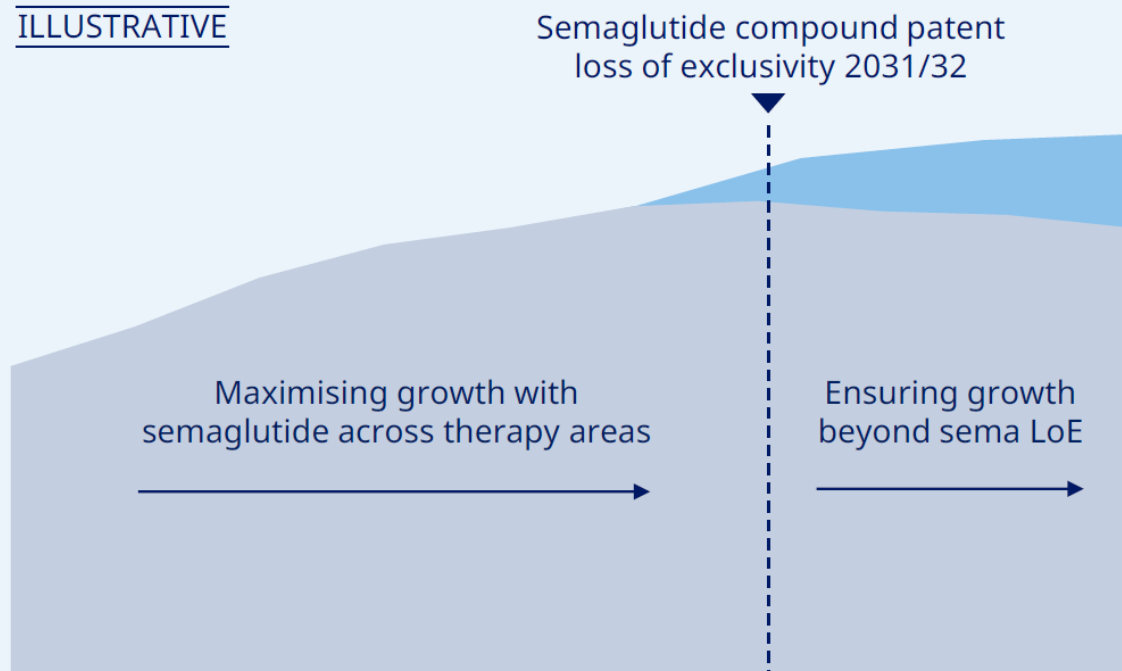 ILLUSTRATIVE
Semaglutide compound patent
loss of exclusivity 2031/32
Maximising growth with
semaglutide across therapy areas
Ensuring growth
beyond sema LoE